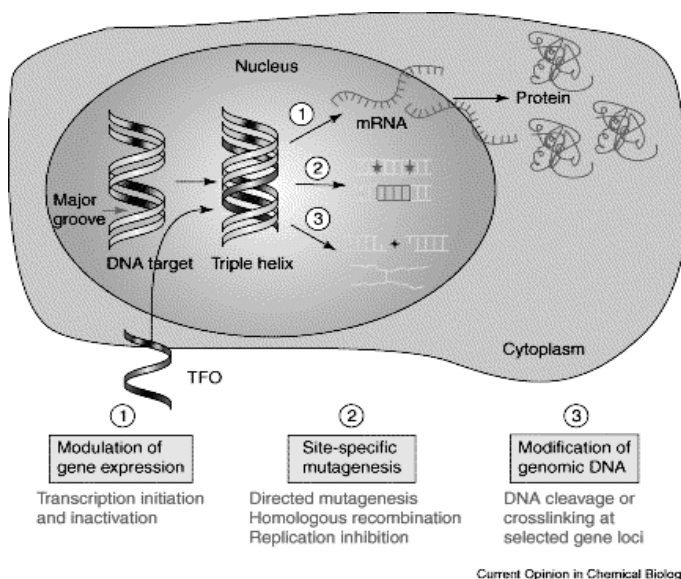 Nucleus
1
mRNA
Protein
2
Major
groove
3
DNA target
Triple helix
Cytoplasm
TFO
1
Modulation of
gene expression
Transcription initiation
and inactivation
2
Site-specific
mutagenesis
Directed mutagenesis
Homologous recombination
Replication inhibition
3
Modification of
genomic DNA
DNA cleavage or
crosslinking at
selected gene loci
Current Opinion in Chemical Biolog